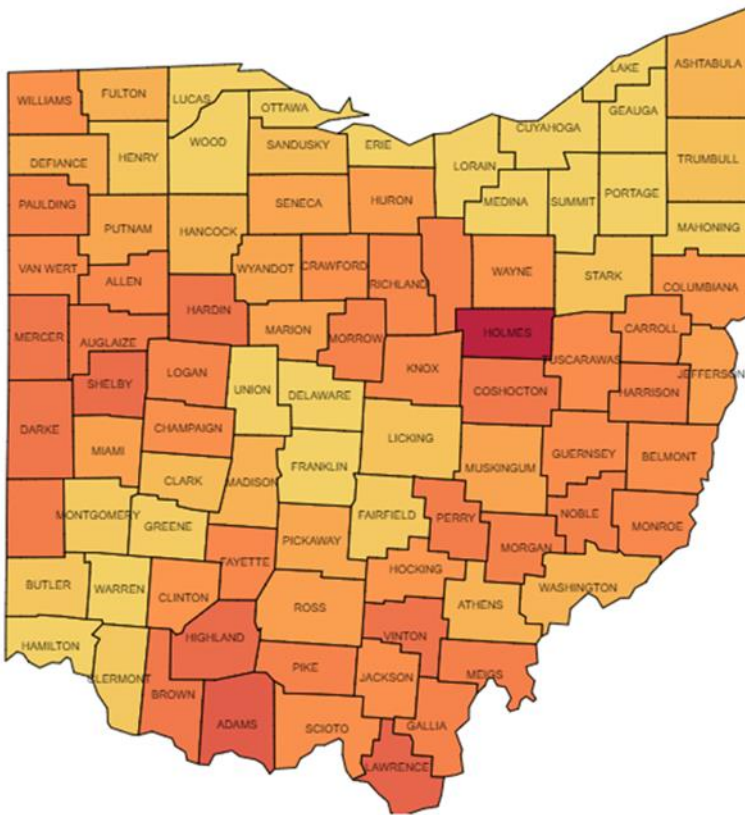 LAKE
ASHTABULA
WILLIAMS
FULTON
LUCAS
OTTAWA
GEAUGA
CUYAHOGA
WOOD
SANDUSKY
ERIE
LORAIN
TRUMBULL
DEFIANCE
HENRY
MEDINA
SUMMIT
PORTAGE
PAULDING
SENECA
HURON
PUTNAM
HANCOCK
MAHONING
VAN WERT
ALLEN
WYANDOT
CRAWFORD
RICHLAND
WAYNE
STARK
COLUMBIANA
HARDIN
MERCER
AUGLAIZE
MARION
MORROW
HOLMES
CARROLL
TUSCARAWAS
JEFFERSON
SHELBY
LOGAN
UNION
DELAWARE
KNOX
COSHOCTON
HARRISON
DARKE
CHAMPAIGN
LICKING
MIAMI
FRANKLIN
MUSKINGUM
GUERNSEY
BELMONT
CLARK
MADISON
MONTGOMERY
GREENE
FAIRFIELD
PERRY
NOBLE
MONROE
PICKAWAY
MORGAN
FAYETTE
HOCKING
BUTLER
WARREN
CLINTON
ROSS
ATHENS
WASHINGTON
HAMILTON
HIGHLAND
VINTON
CLERMONT
BROWN
PIKE
JACKSON
MEIGS
ADAMS
SCIOTO
GALLIA
LAWRENCE